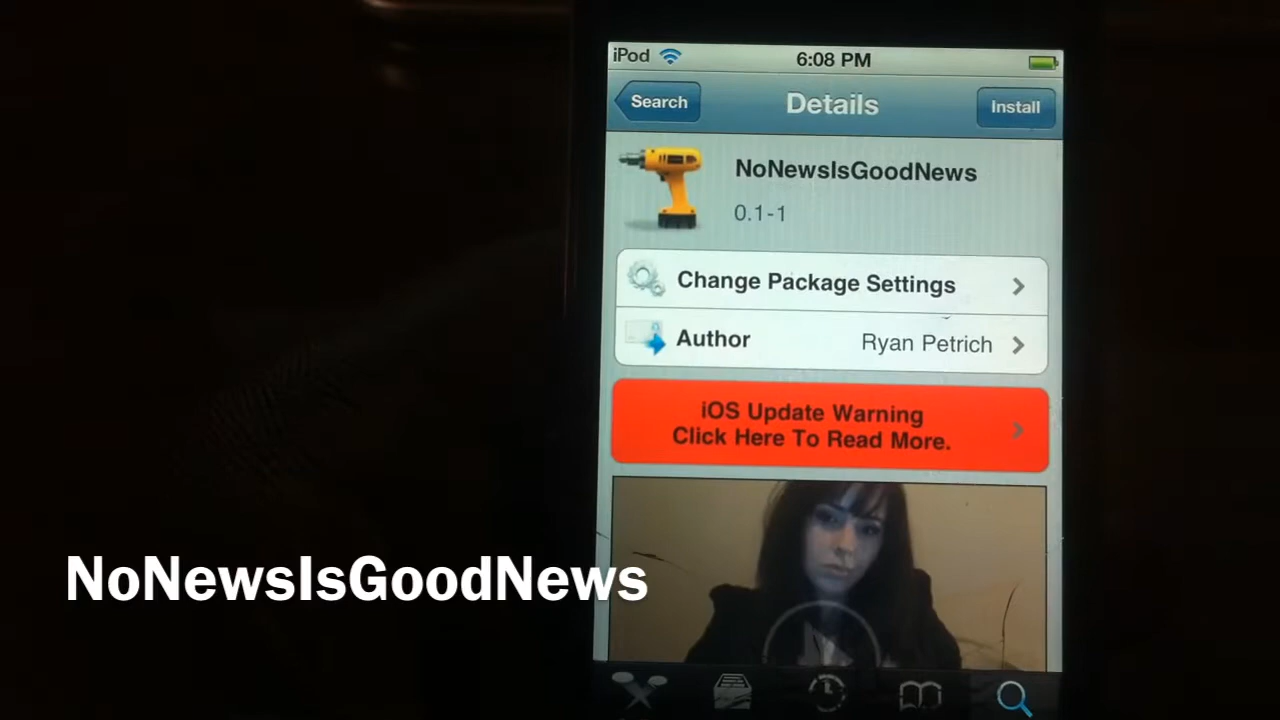 iPod
6:08 PM
Search
Details
Install
NoNewsIsGoodNews
0.1-1
Change Package Settings
Author
Ryan Petrich
iOS Update Warning
Click Here To Read More.
NoNewsIsGoodNews